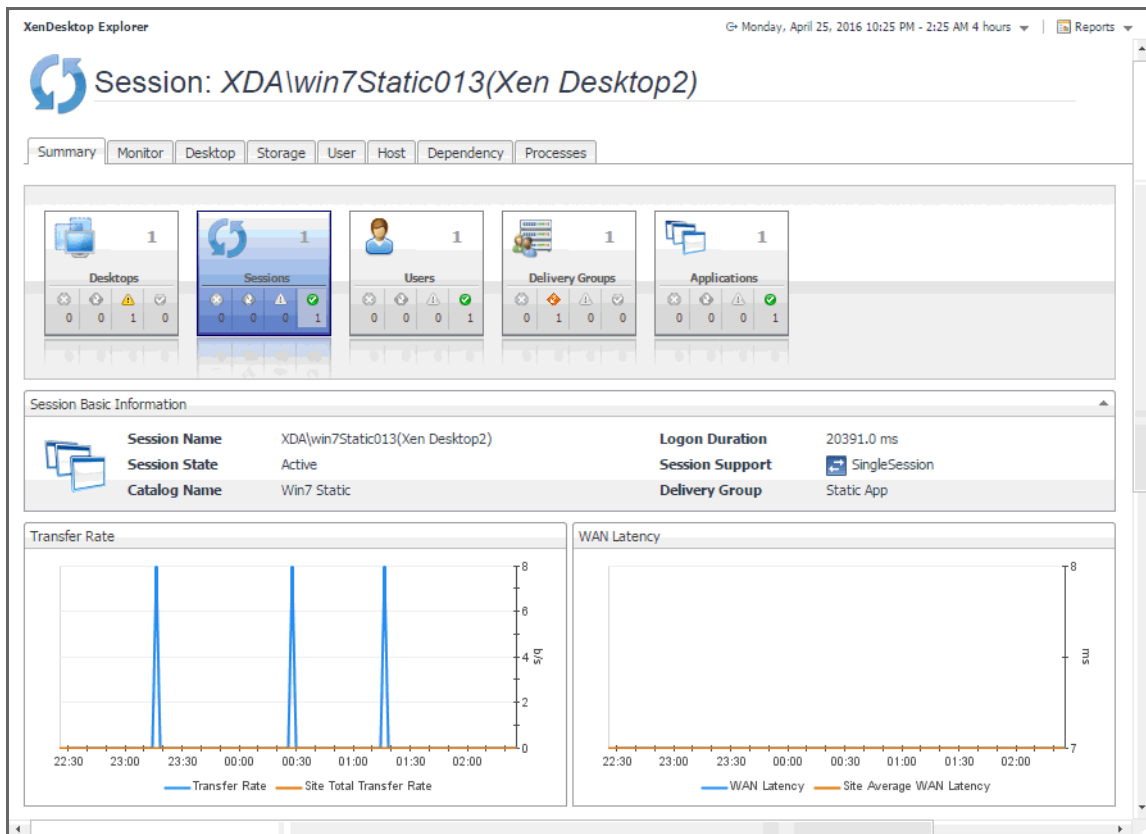 XenDesktop Explorer
Monday, April 25, 2016 10:25 PM - 2:25 AM 4 hours | Reports
Session: XDA\win7Static013(Xen Desktop2)
Summary Monitor Desktop Storage User Host Dependency Processes
1 1 1 1 1
Desktops Sessions Users Delivery Groups Applications
0 0 1 0 0 0 0 1 0 0 0 1 0 1 0 0 0 0 0 1
Session Basic Information
Session Name XDA\win7Static013(Xen Desktop2) Logon Duration 20391.0 ms
Session State Active Session Support SingleSession
Catalog Name Win7 Static Delivery Group Static App
Transfer Rate WAN Latency
8 8
6
4 b/s ms
2
0 7
22:30 23:00 23:30 00:00 00:30 01:00 01:30 02:00 22:30 23:00 23:30 00:00 00:30 01:00 01:30 02:00
Transfer Rate Site Total Transfer Rate WAN Latency Site Average WAN Latency